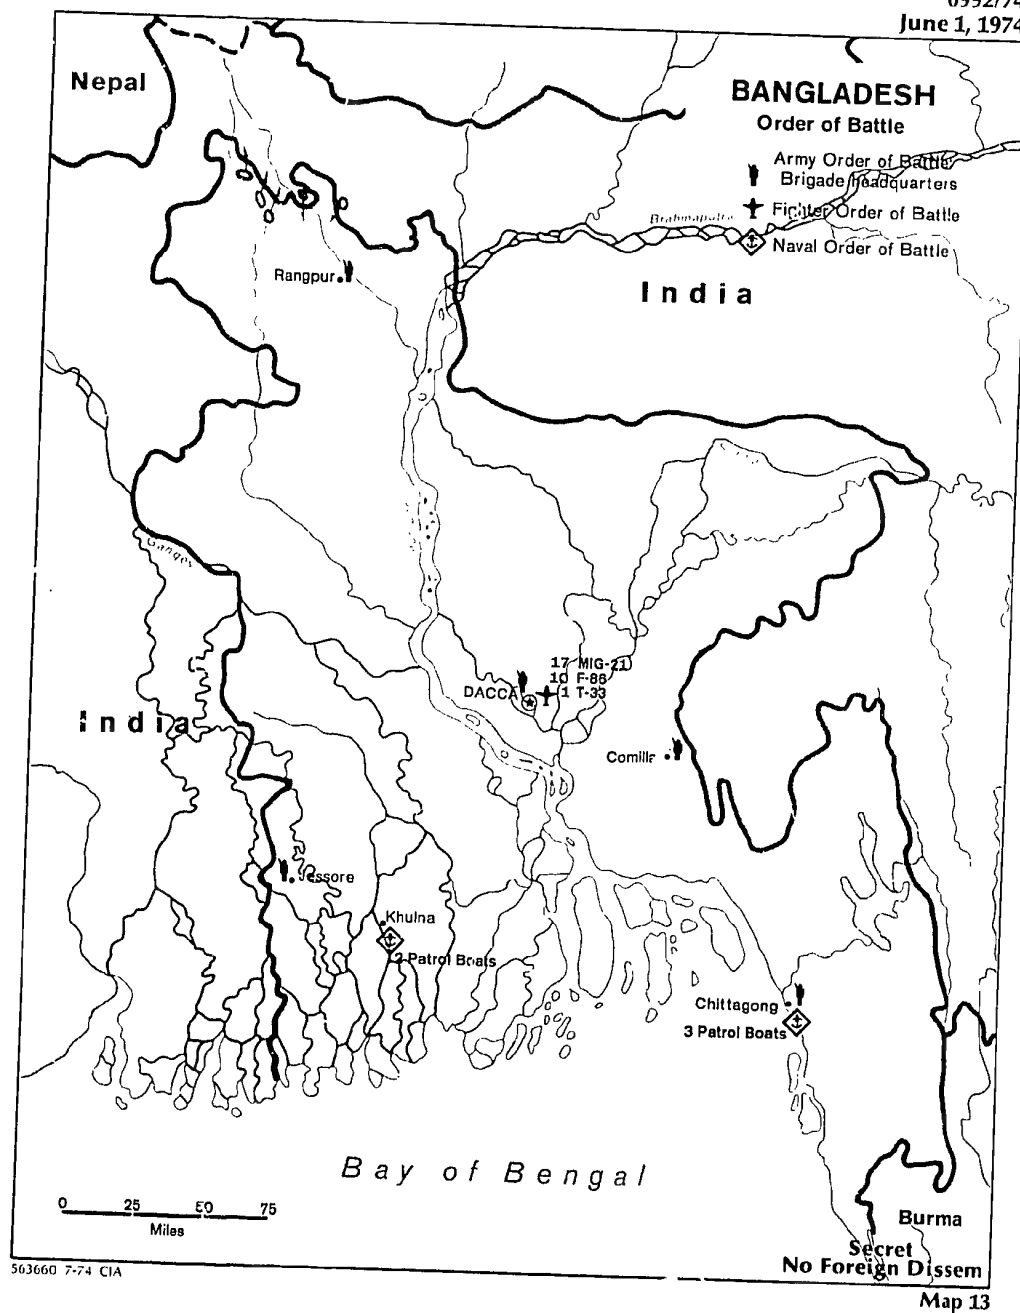 June 1, 1974
Nepal
BANGLADESH
Order of Battle
Army Order of Battle
Brigade headquarters
Fighter Order of Battle
Brahmaputra
Naval Order of Battle
Rangpur
India
Ganges
17 MIG-21
10 F-86
DACCA
1 T-33
India
Comilla
Jessore
Khulna
Patrol Boats
Chittagong
3 Patrol Boats
Bay of Bengal
0 25 50 75
Miles
Burma
Secret
No Foreign Dissem
563660 7-74 CIA
Map 13